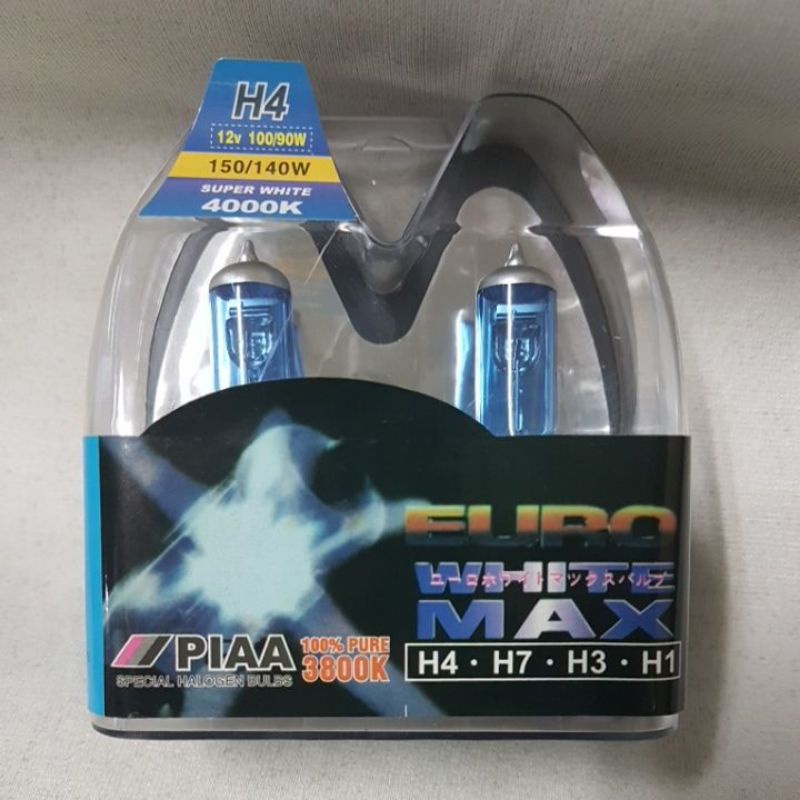 H4
12v 100/90W
150/140W
SUPER WHITE
4000K
EURO
WHITE
ユーロホワイトマックスバルブ
MAX
PIAA
SPECIAL HALOGEN BULBS
100% PURE
3800K
H4・H7・H3・H1